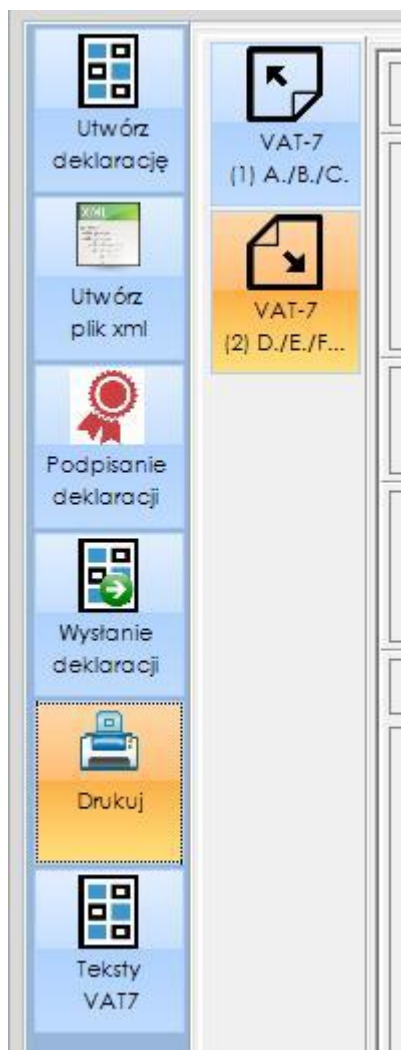 Utwórz
deklarację
XML
Utwórz
plik xml
Podpisanie
deklaracji
Wysłanie
deklaracji
Drukuj
Teksty
VAT7
VAT-7
(1) A./B./C.
VAT-7
(2) D./E./F...